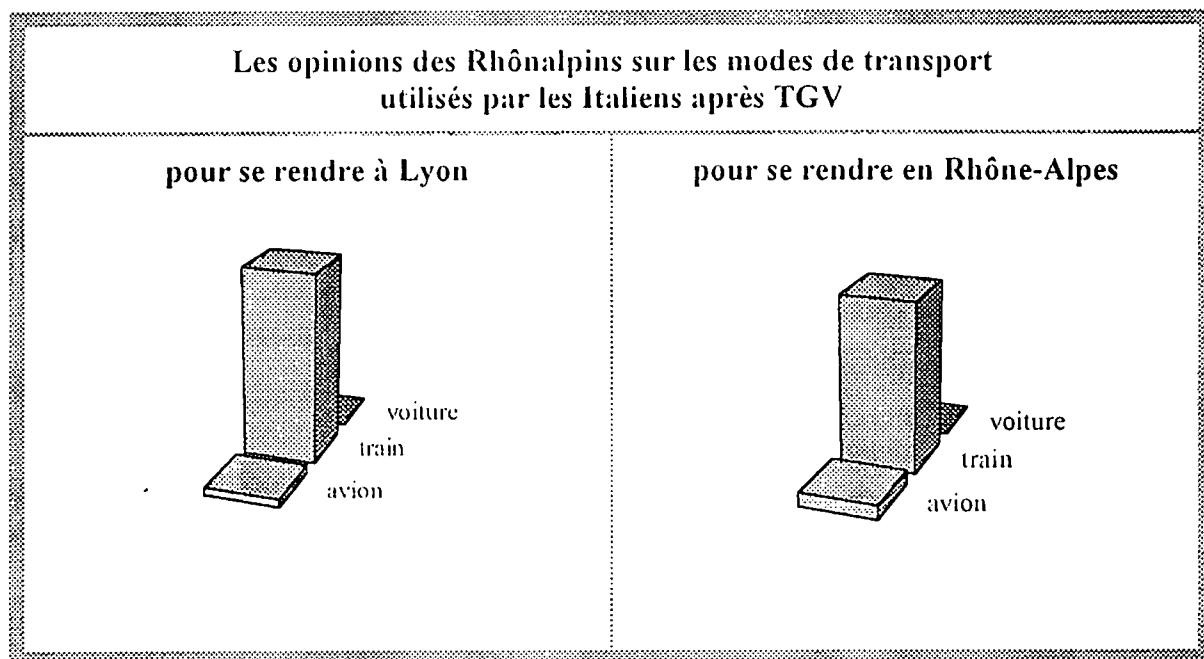 Les opinions des Rhônalpins sur les modes de transport
utilisés par les Italiens après TGV
pour se rendre à Lyon
voiture
train
avion
pour se rendre en Rhône-Alpes
voiture
train
avion